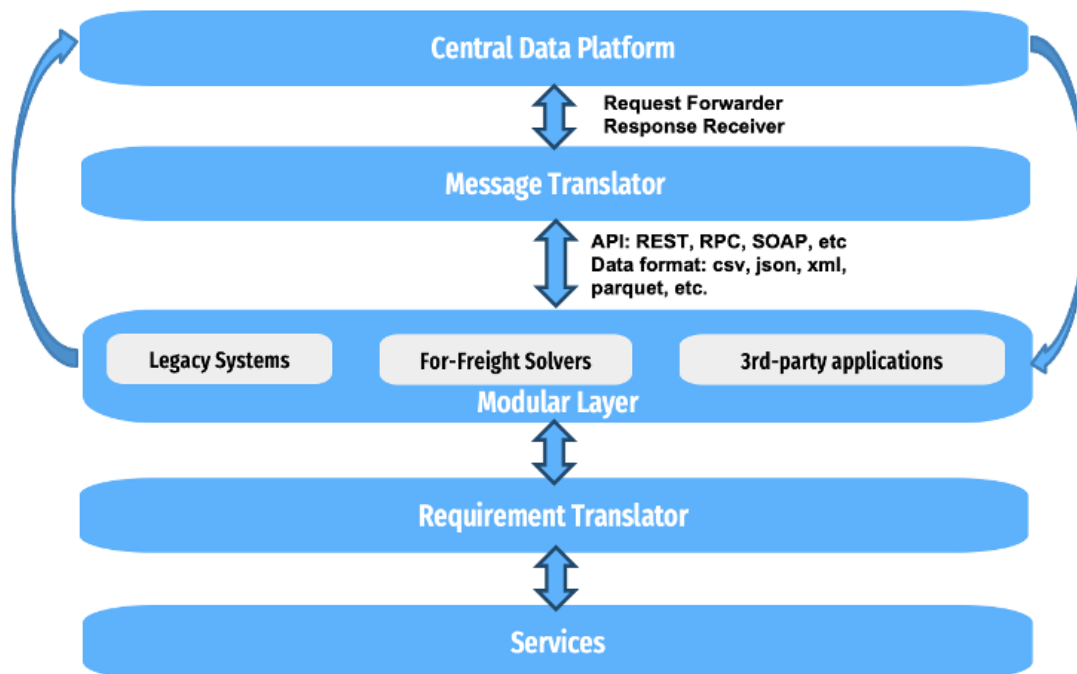 Central Data Platform
Request Forwarder
Response Receiver
Message Translator
API: REST, RPC, SOAP, etc
Data format: csv, json, xml,
parquet, etc.
Legacy Systems
For-Freight Solvers
3rd-party applications
Modular Layer
Requirement Translator
Services